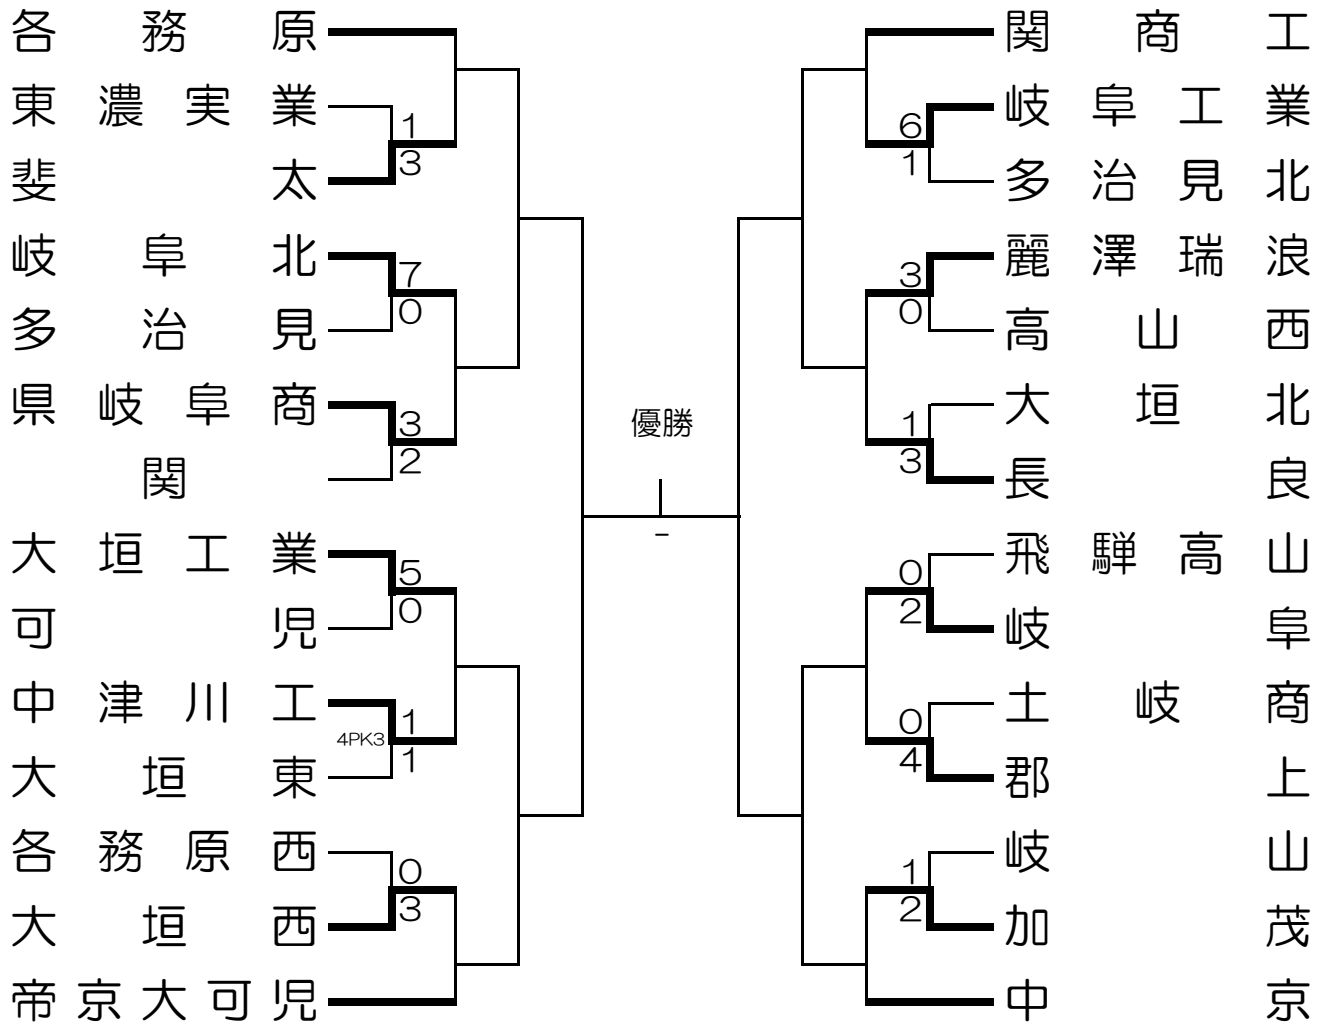 各務原
東濃実業
1
3
斐太
岐阜北
7
0
多治見
県岐阜商
3
2
関
大垣工業
5
0
可児
中津川工
4PK3
1
1
大垣東
各務原西
0
3
大垣西
帝京大可児
優勝
-
関商工
岐阜工業
6
1
多治見北
麗澤瑞浪
3
0
高山西
大垣北
1
3
長良
飛騨高山
0
2
岐阜
土岐商
0
4
郡上
岐山
1
2
加茂
中京